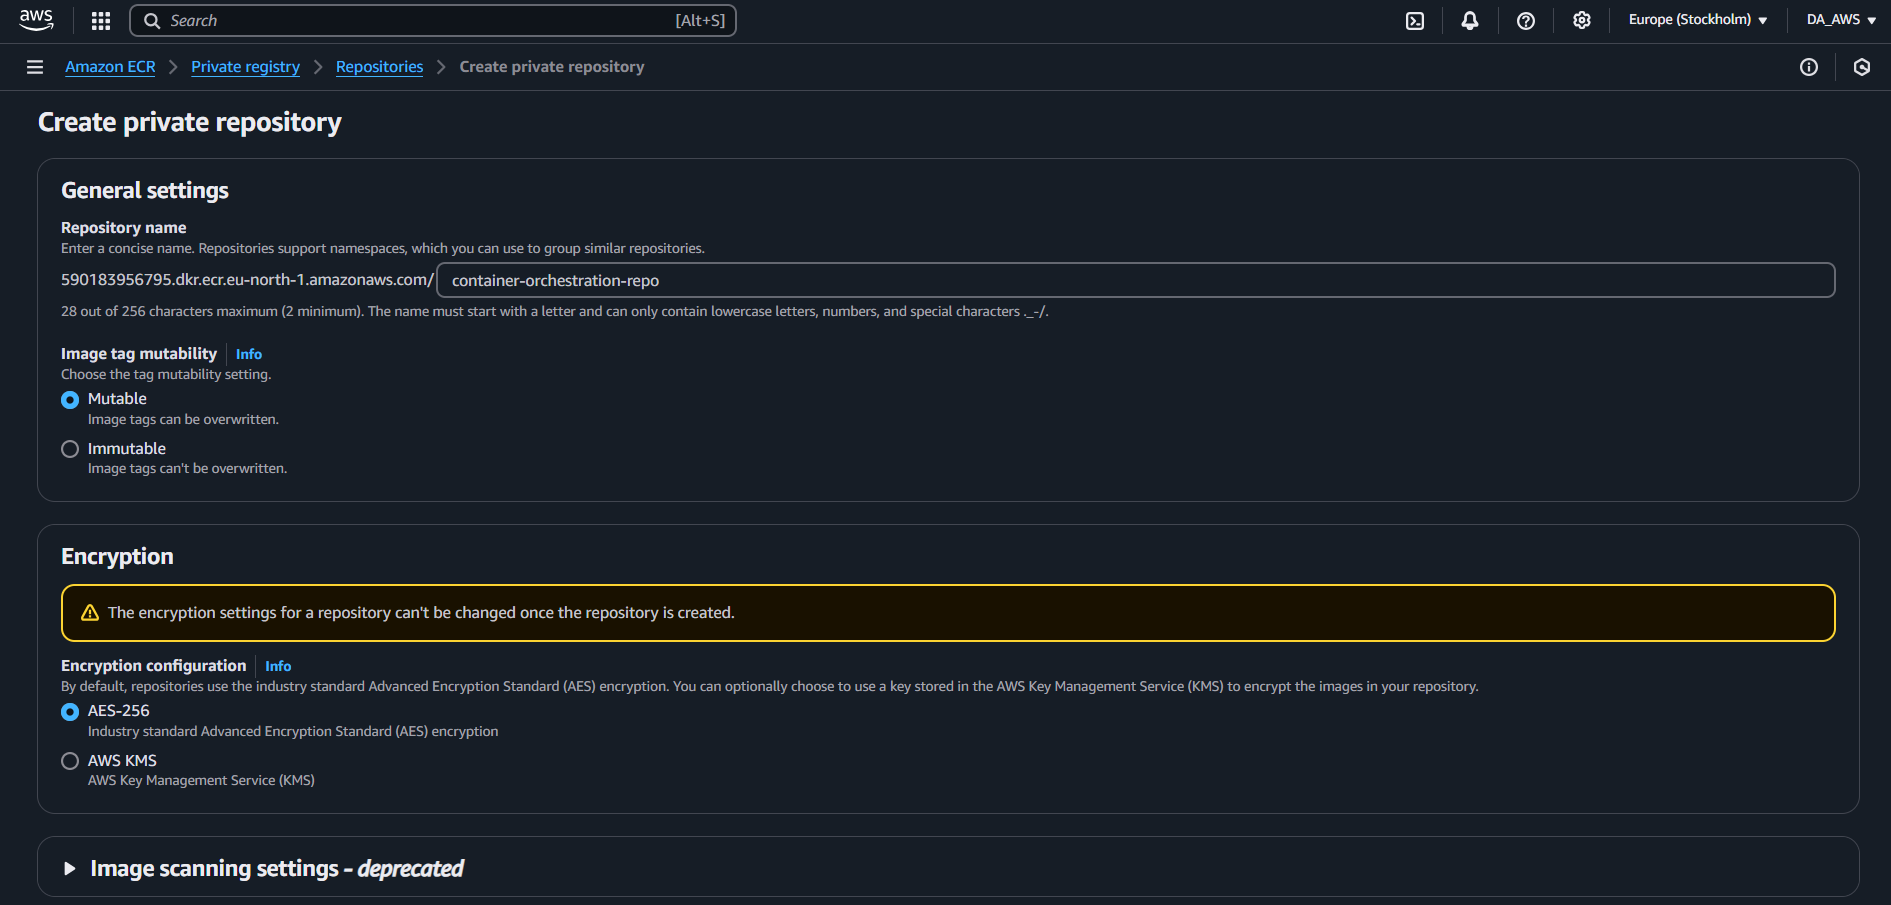 aws
Search [Alt+S]
Europe (Stockholm)
DA_AWS
Amazon ECR
Private registry
Repositories
Create private repository
Create private repository
General settings
Repository name
Enter a concise name. Repositories support namespaces, which you can use to group similar repositories.
590183956795.dkr.ecr.eu-north-1.amazonaws.com/ container-orchestration-repo
28 out of 256 characters maximum (2 minimum). The name must start with a letter and can only contain lowercase letters, numbers, and special characters ._-/.
Image tag mutability Info
Choose the tag mutability setting.
Mutable
Image tags can be overwritten.
Immutable
Image tags can't be overwritten.
Encryption
The encryption settings for a repository can't be changed once the repository is created.
Encryption configuration Info
By default, repositories use the industry standard Advanced Encryption Standard (AES) encryption. You can optionally choose to use a key stored in the AWS Key Management Service (KMS) to encrypt the images in your repository.
AES-256
Industry standard Advanced Encryption Standard (AES) encryption
AWS KMS
AWS Key Management Service (KMS)
Image scanning settings - deprecated